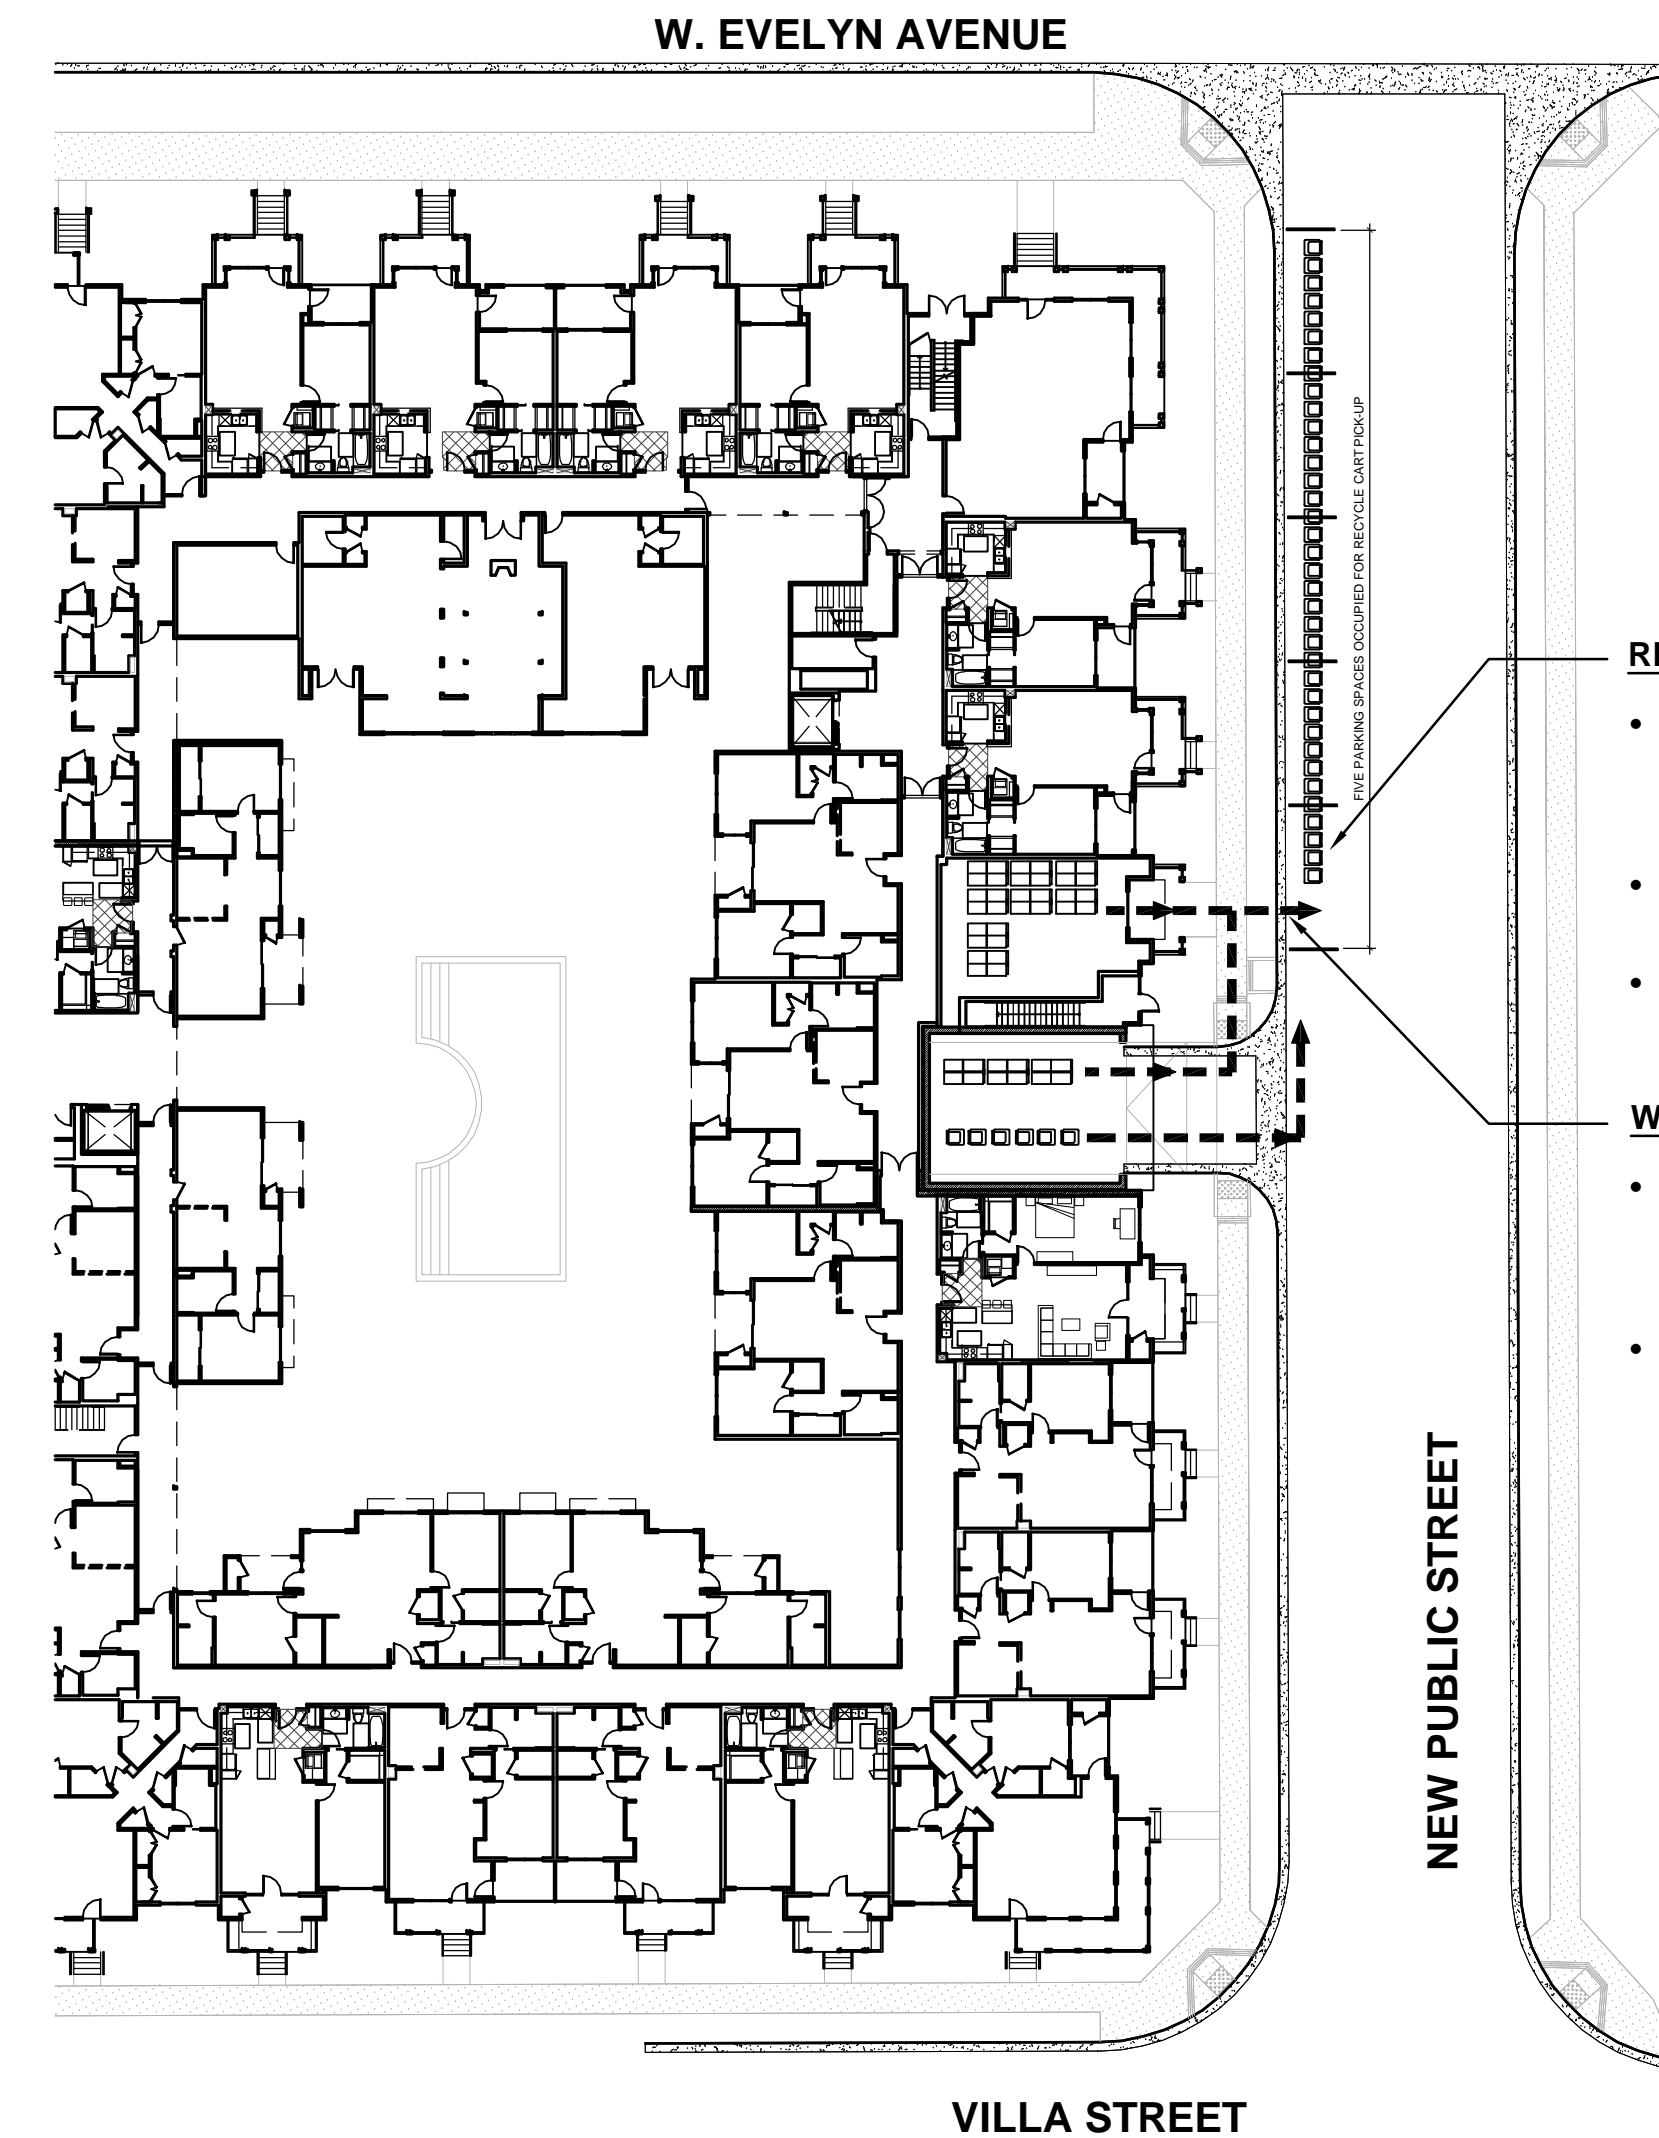 W. EVELYN AVENUE
FIVE PARKING SPACES OCCUPIED FOR RECYCLE CART PICK-UP
NEW PUBLIC STREET
VILLA STREET